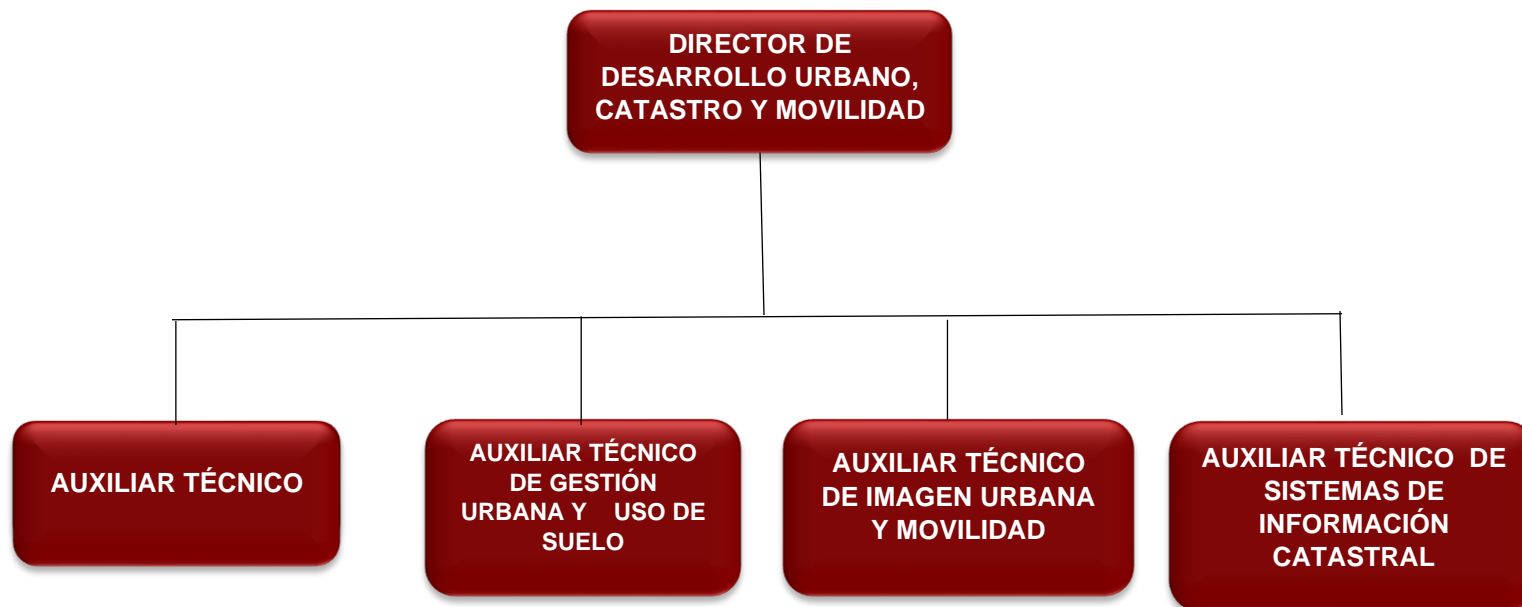 DIRECTOR DE
DESARROLLO URBANO,
CATASTRO Y MOVILIDAD
AUXILIAR TÉCNICO
AUXILIAR TÉCNICO
DE GESTIÓN
URBANA Y USO DE
SUELO
AUXILIAR TÉCNICO
DE IMAGEN URBANA
Y MOVILIDAD
AUXILIAR TÉCNICO DE
SISTEMAS DE
INFORMACIÓN
CATASTRAL